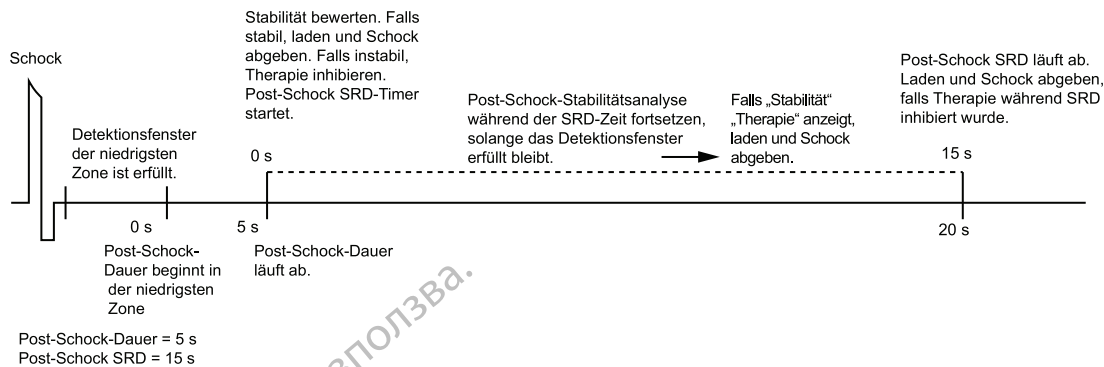 Schock
Detektionsfenster
der niedrigsten
Zone ist erfüllt.
0 s
Post-Schock-
Dauer beginnt in
der niedrigsten
Zone
Stabilität bewerten. Falls
stabil, laden und Schock
abgeben. Falls instabil,
Therapie inhibieren.
Post-Schock SRD-Timer
startet.
0 s
5 s
Post-Schock-Dauer
läuft ab.
Post-Schock-Stabilitätsanalyse
während der SRD-Zeit fortsetzen,
solange das Detektionsfenster
erfüllt bleibt.
Falls „Stabilität“
„Therapie“ anzeigt,
laden und Schock
abgeben.
Post-Schock SRD läuft ab.
Laden und Schock abgeben,
falls Therapie während SRD
inhibiert wurde.
15 s
20 s
Post-Schock-Dauer = 5 s
Post-Schock SRD = 15 s